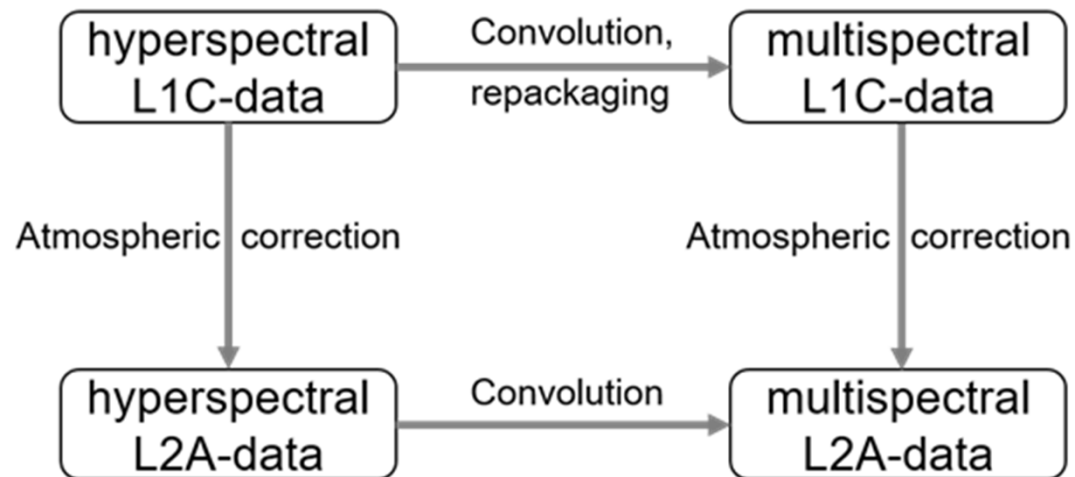 hyperspectral
L1C-data
Convolution,
repackaging
multispectral
L1C-data
Atmospheric correction
Atmospheric correction
hyperspectral
L2A-data
Convolution
multispectral
L2A-data